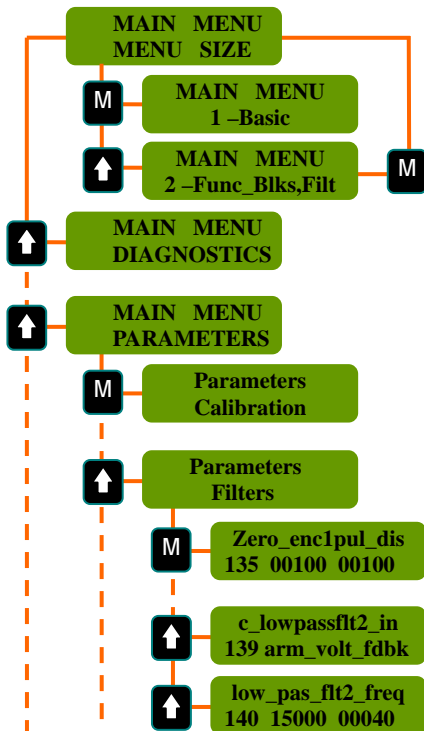 MAIN MENU
MENU SIZE
M
MAIN MENU
1 –Basic
MAIN MENU
2 –Func_Blks,Filt
M
MAIN MENU
DIAGNOSTICS
MAIN MENU
PARAMETERS
M
Parameters
Calibration
Parameters
Filters
M
Zero_enc1pul_dis
135 00100 00100
c_lowpassflt2_in
139 arm_volt_fdbk
low_pas_flt2_freq
140 15000 00040